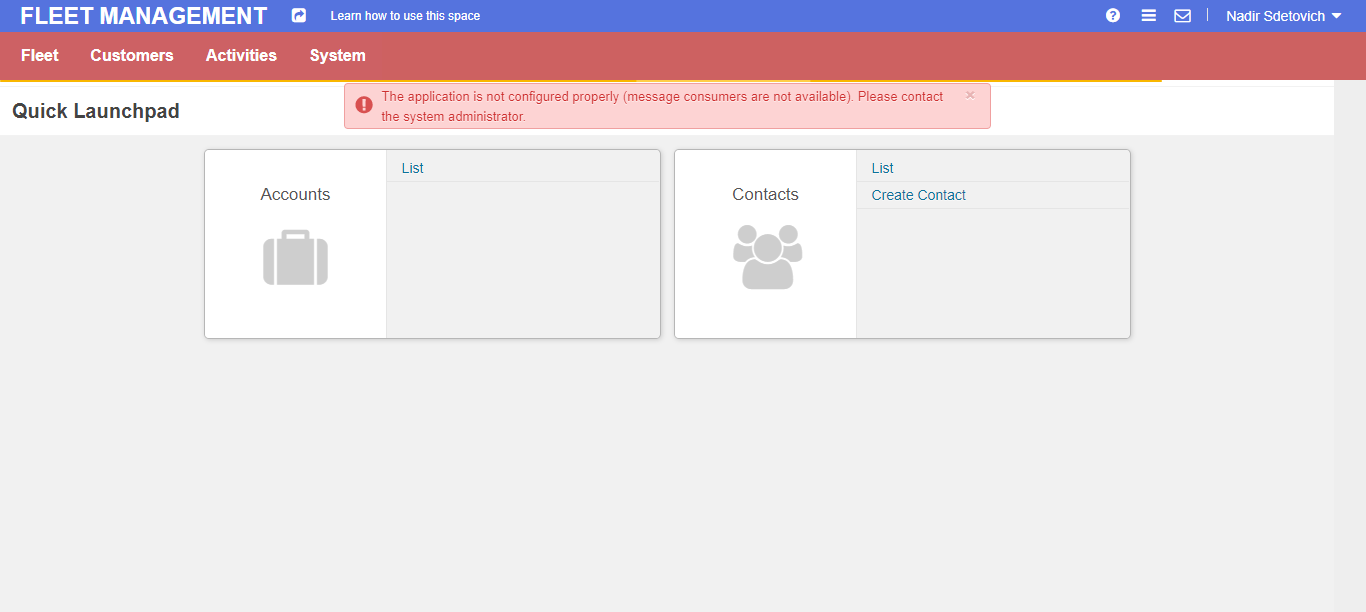 FLEET MANAGEMENT
Learn how to use this space
Nadir Sdetovich
Fleet
Customers
Activities
System
The application is not configured properly (message consumers are not available). Please contact
the system administrator.
Quick Launchpad
Accounts
List
Contacts
List
Create Contact